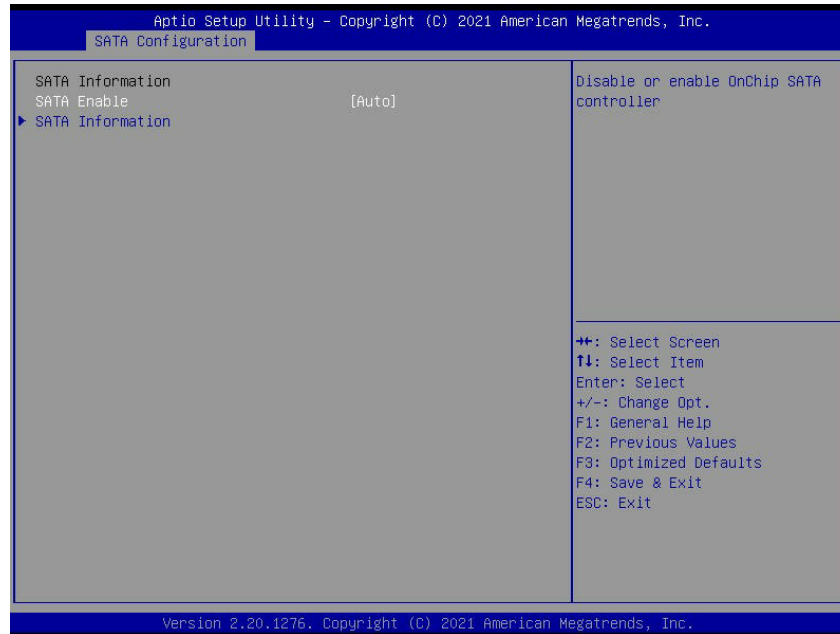 Aptio Setup Utility – Copyright (C) 2021 American Megatrends, Inc.
SATA Configuration
SATA Information
SATA Enable [Auto]
SATA Information
Disable or enable OnChip SATA
controller
→←: Select Screen
↑↓: Select Item
Enter: Select
+/-: Change Opt.
F1: General Help
F2: Previous Values
F3: Optimized Defaults
F4: Save & Exit
ESC: Exit
Version 2.20.1276. Copyright (C) 2021 American Megatrends, Inc.